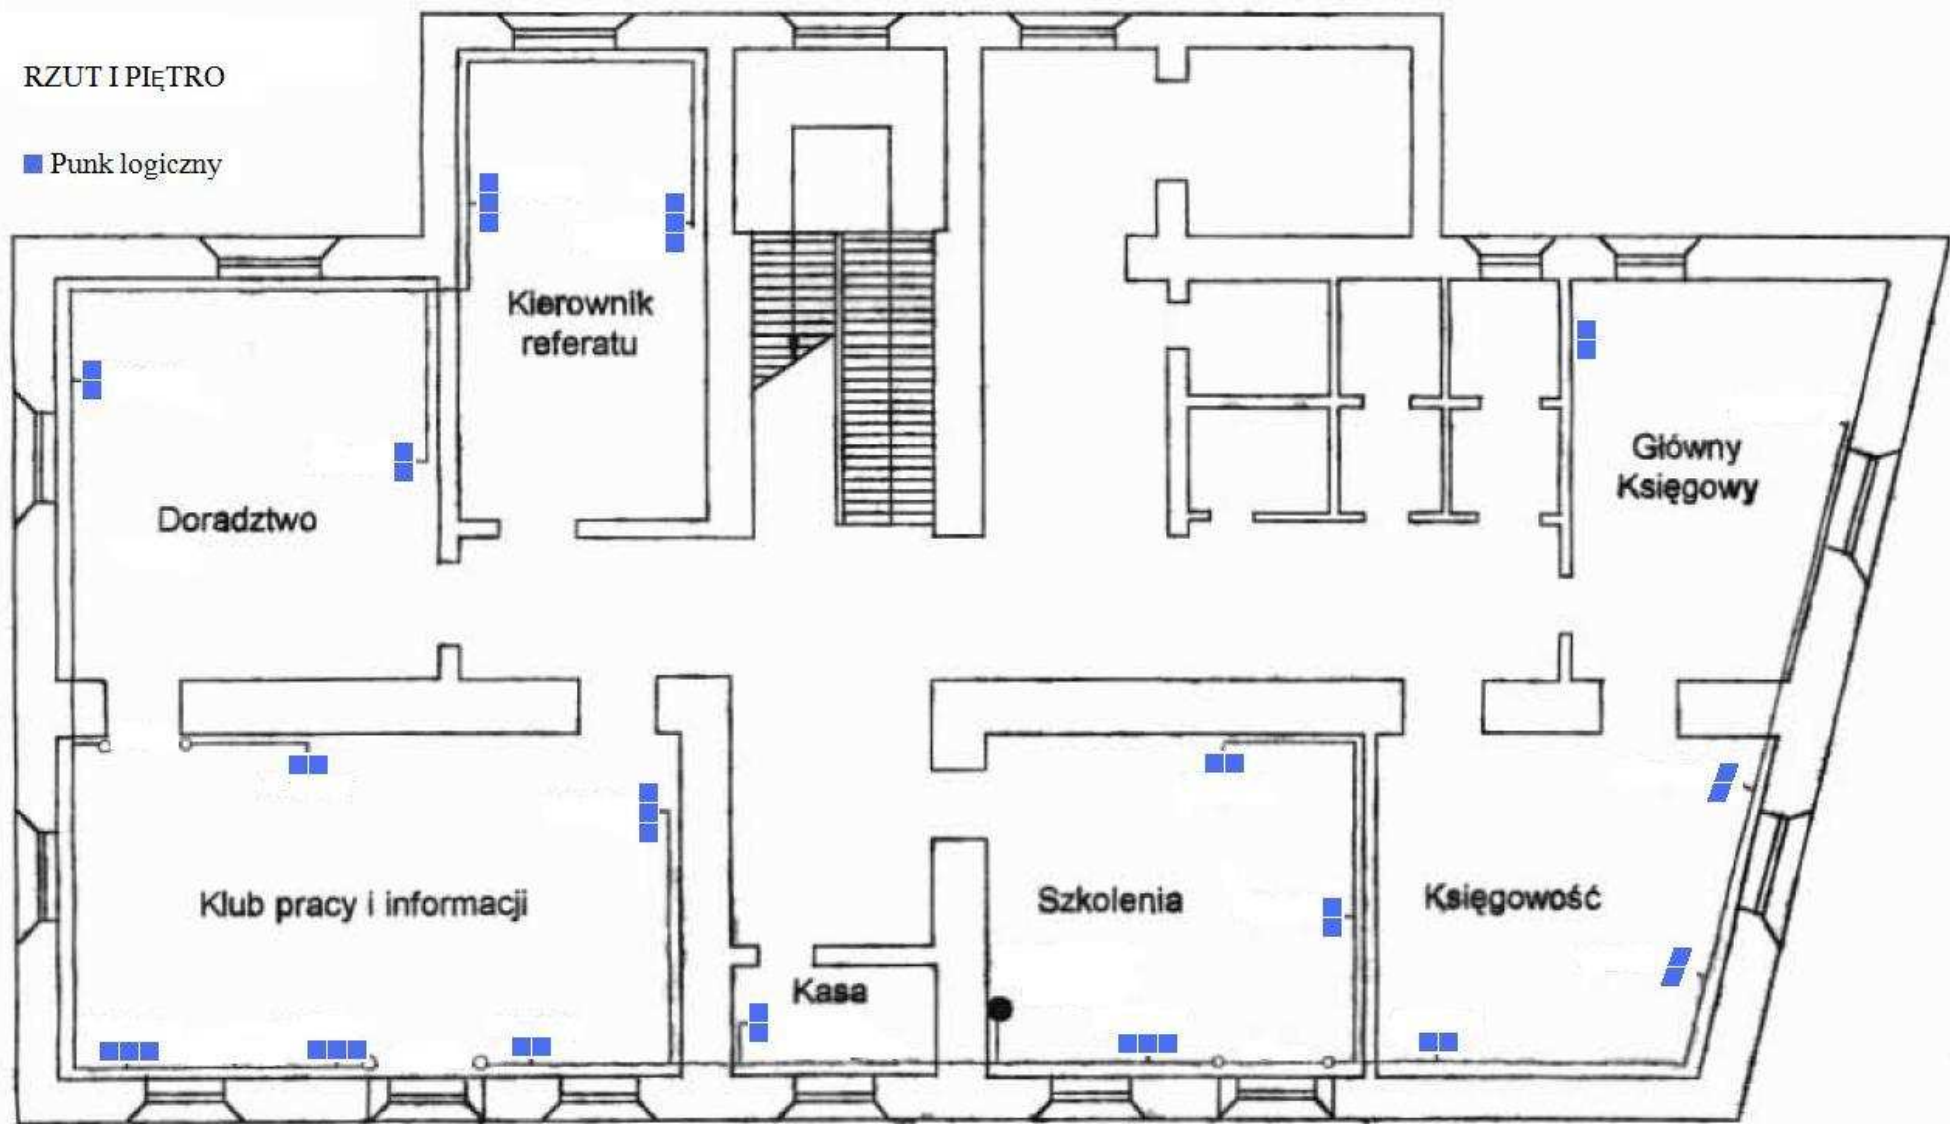 RZUT I PIĘTRO
Punk logiczny
Kierownik
referatu
Główny
Księgowy
Doradztwo
Klub pracy i informacji
Szkolenia
Księgowość
Kasa